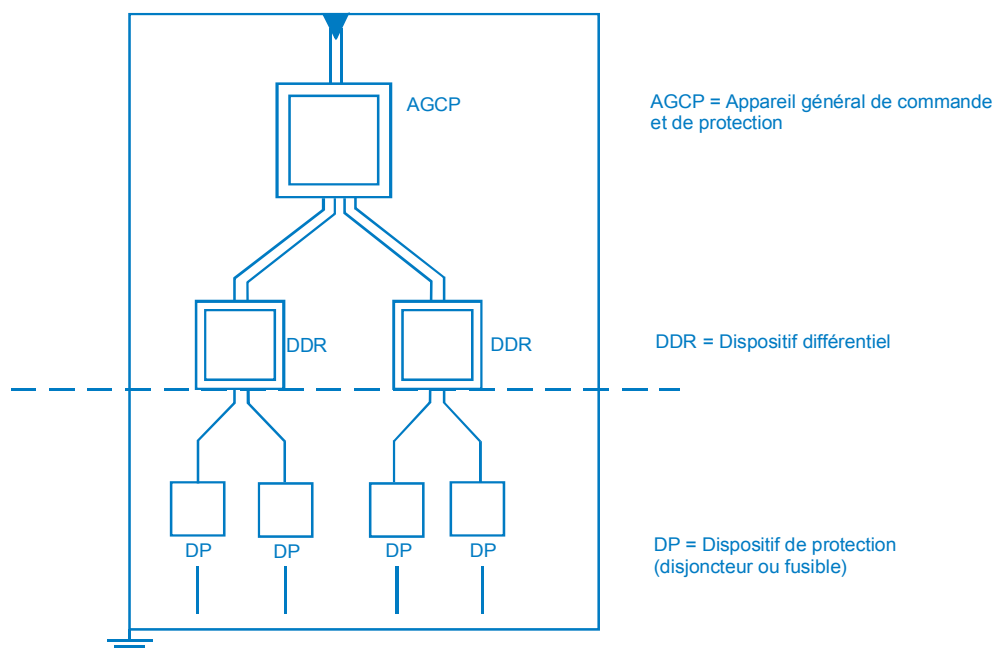 AGCP
AGCP = Appareil général de commande
et de protection
DDR
DDR
DDR = Dispositif différentiel
DP
DP
DP
DP
DP = Dispositif de protection
(disjoncteur ou fusible)